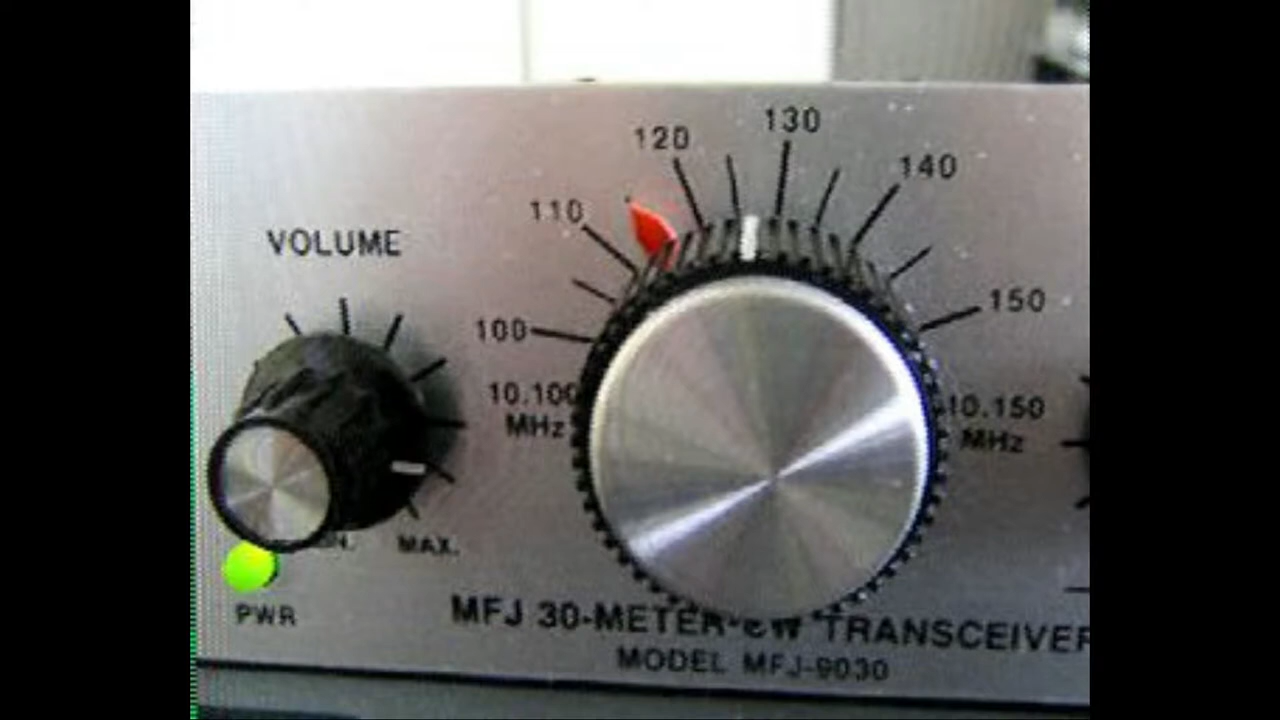 130
120
140
110
VOLUME
150
100
10.100
MHz
10.150
MHz
MAX.
PWR
MFJ 30-METER CW TRANSCEIVER
MODEL MFJ-9030